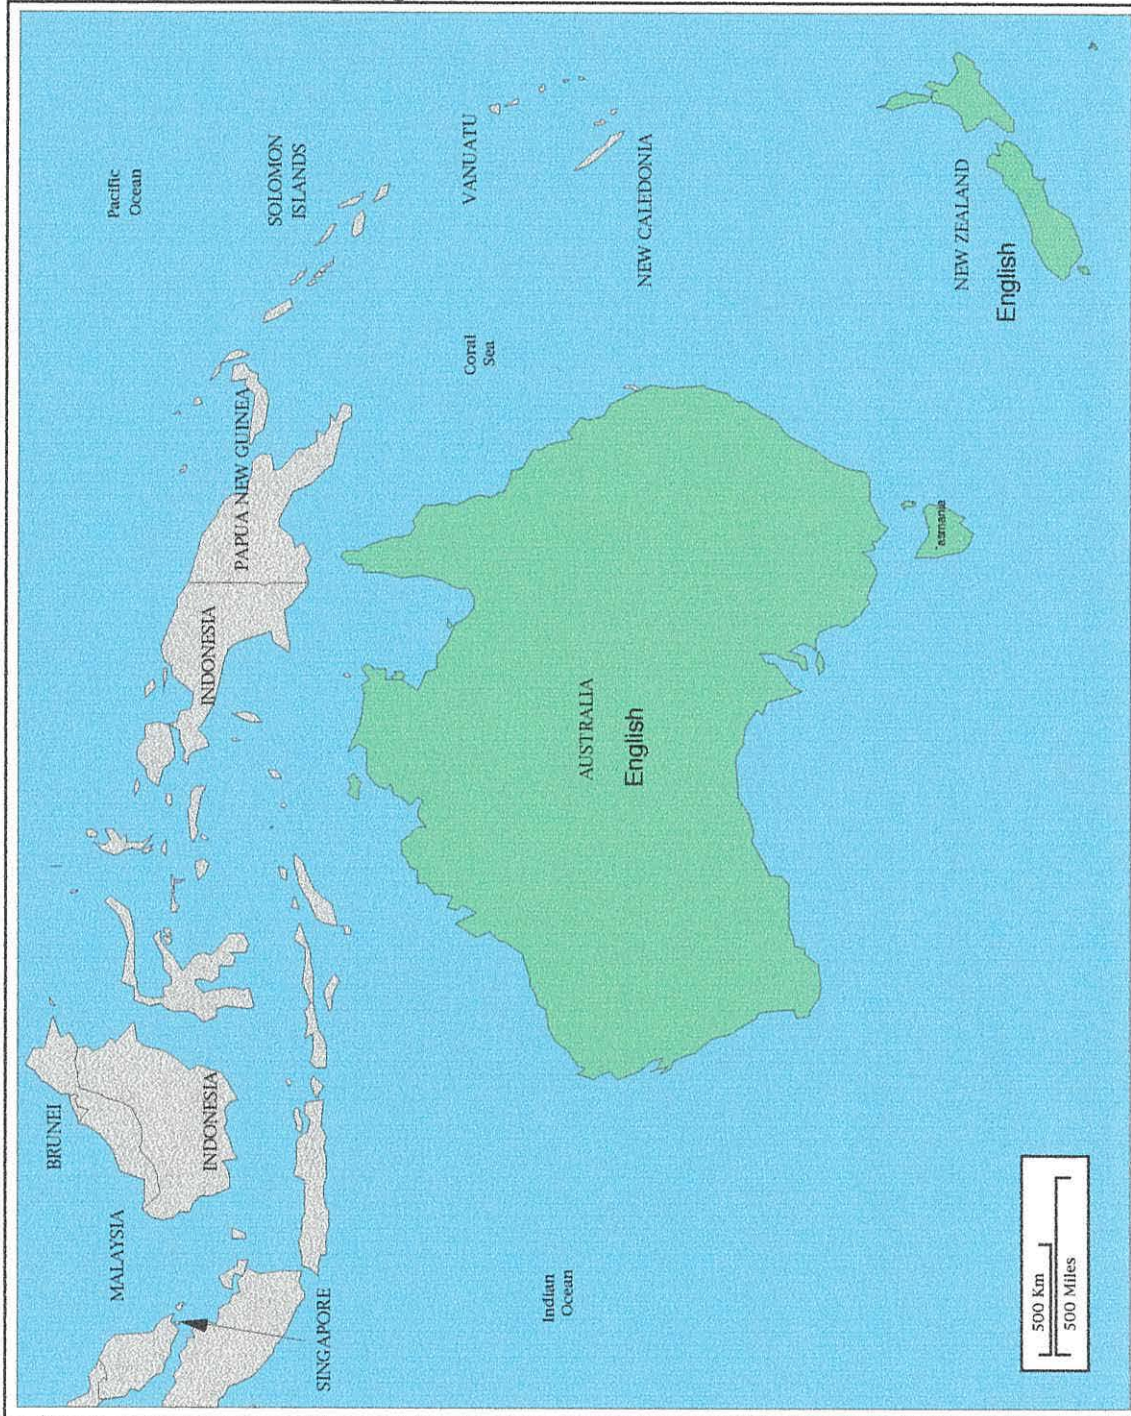 BRUNEI
MALAYSIA
SINGAPORE
INDONESIA
INDONESIA
PAPUA NEW GUINEA
Pacific
Ocean
SOLOMON
ISLANDS
VANUATU
Coral
Sea
NEW CALEDONIA
AUSTRALIA
English
Indian
Ocean
NEW ZEALAND
English
asmania
500 Km
500 Miles